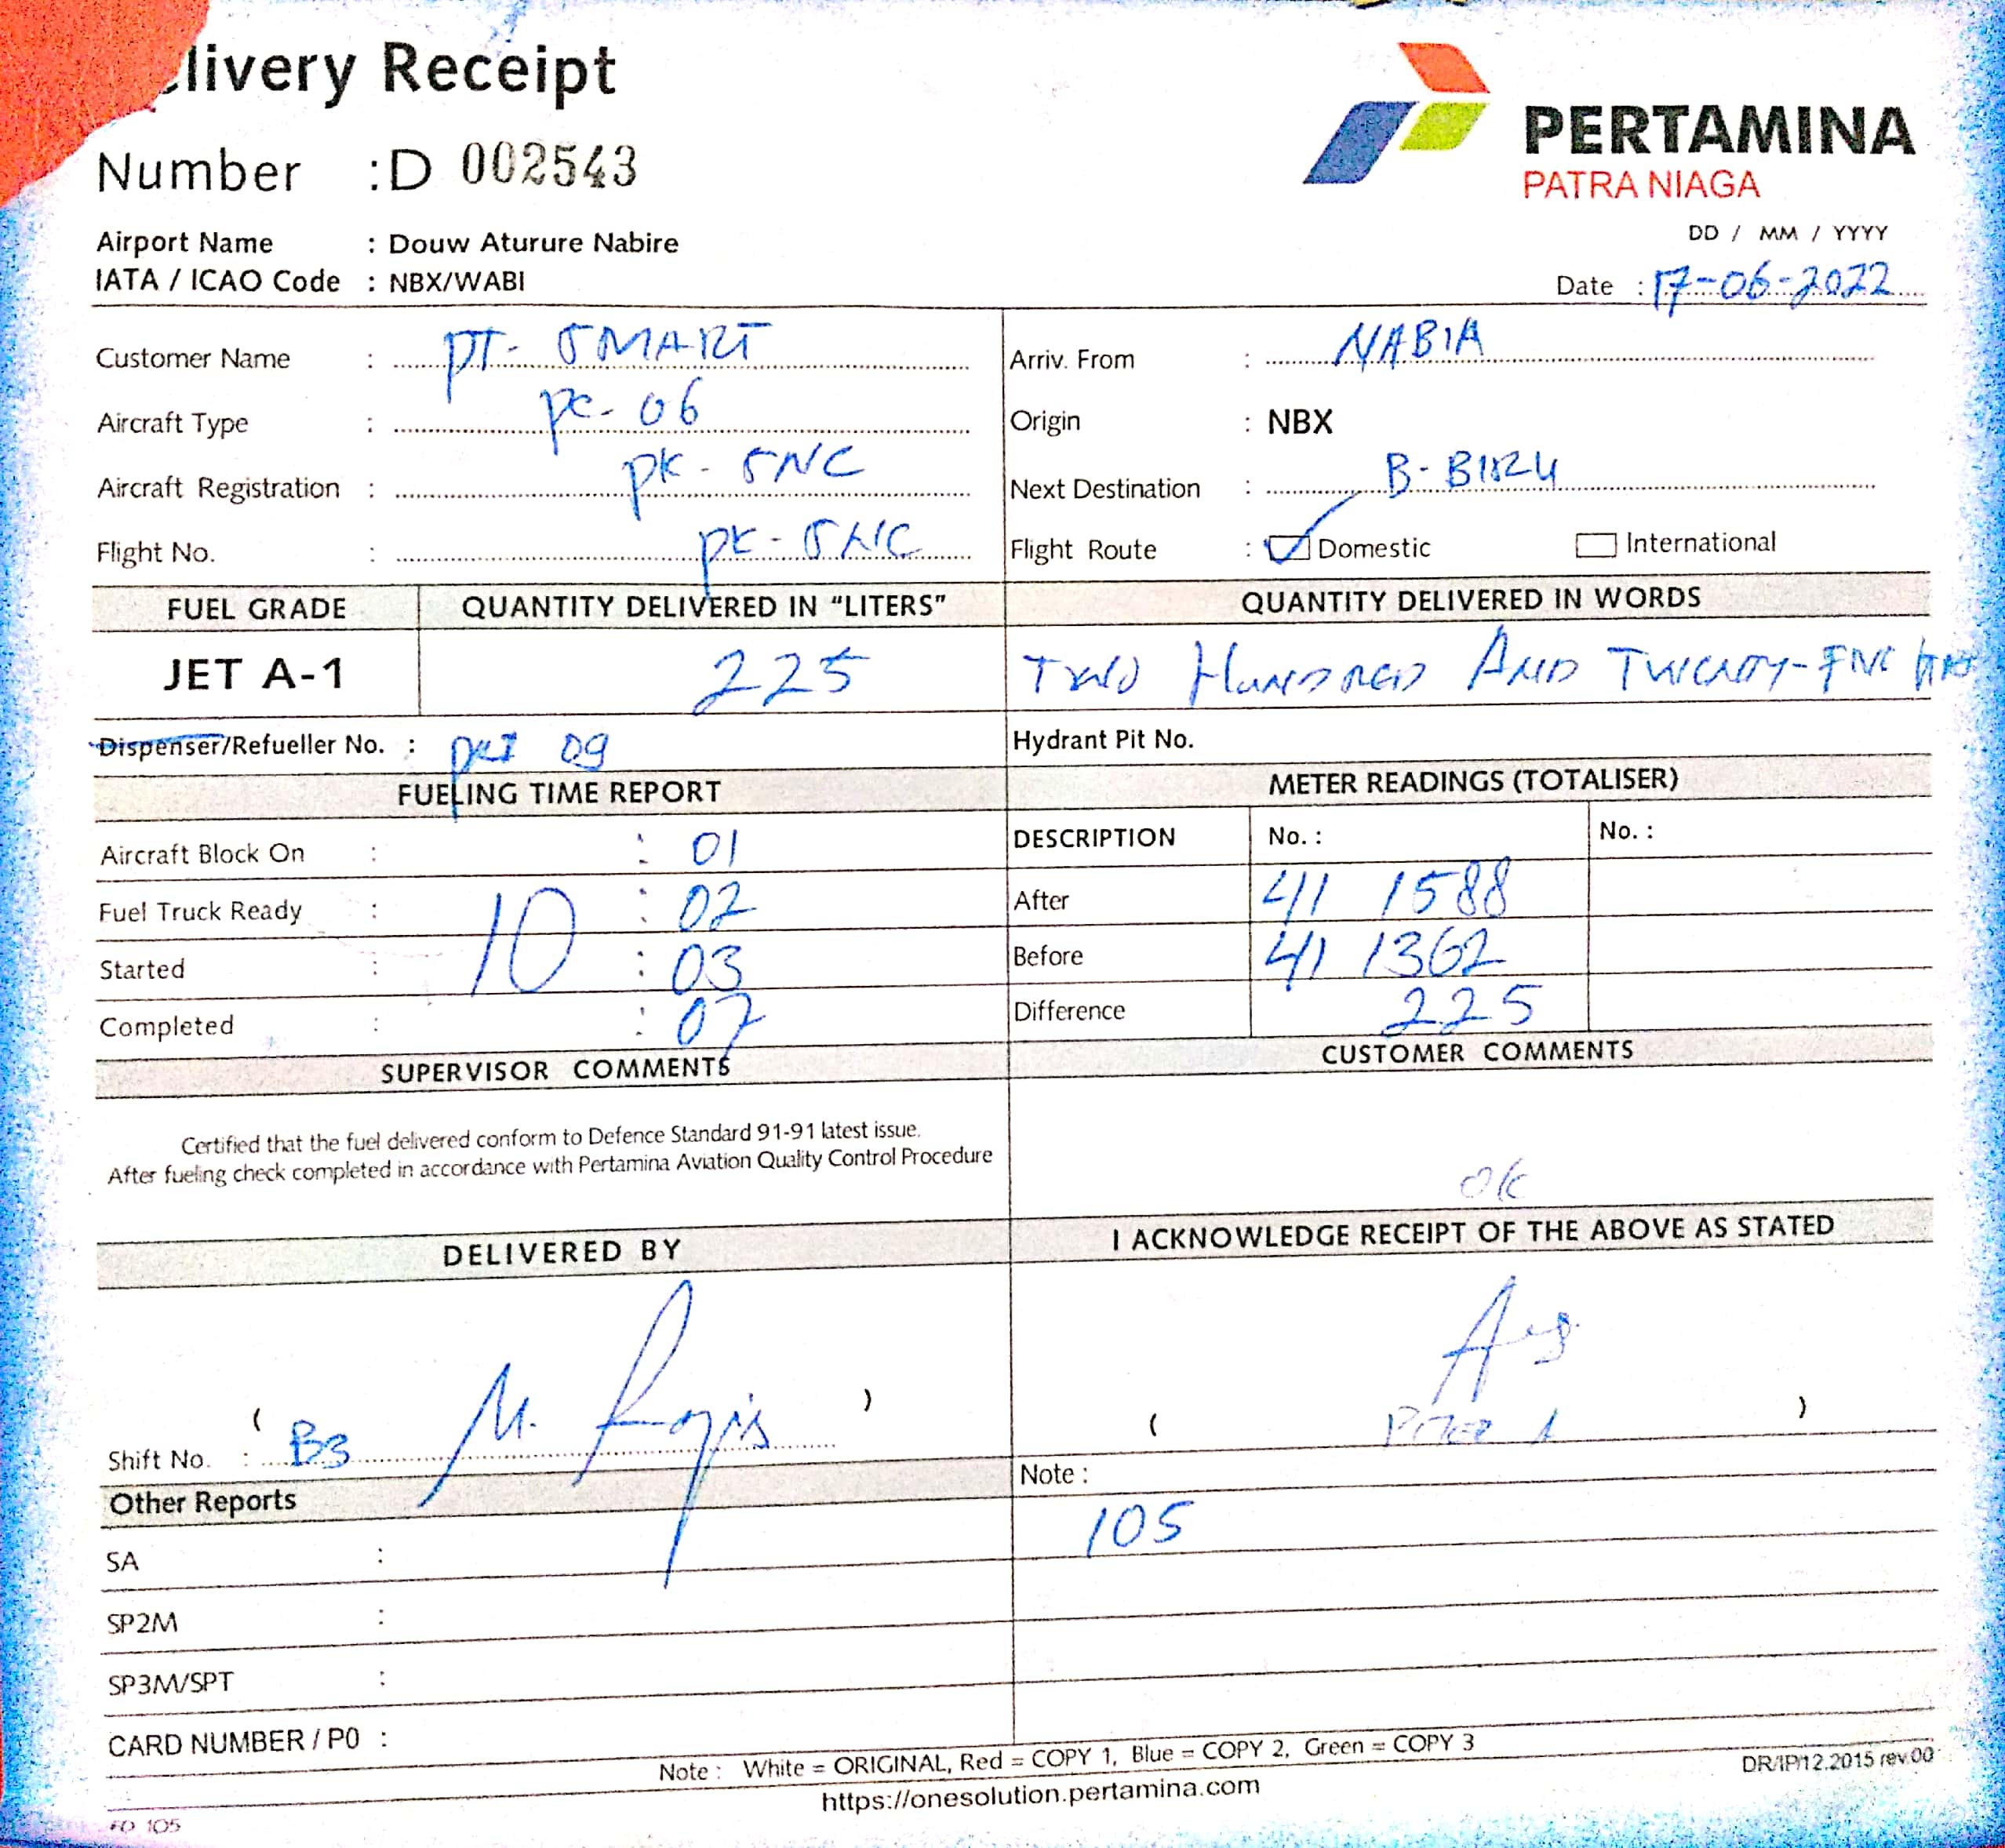 livery Receipt
Number : D 002543
PERTAMINA
PATRA NIAGA
Airport Name : Douw Aturure Nabire
IATA / ICAO Code : NBX/WABI
DD / MM / YYYY
Date : 17-06-2022
Customer Name : PT- SMART
Arriv. From : NABIA
Aircraft Type : PC-06
Origin : NBX
Aircraft Registration : PK-SNC
Next Destination : B-BIRU
Flight No. : PK-SNC
Flight Route : Domestic International
FUEL GRADE QUANTITY DELIVERED IN “LITERS” QUANTITY DELIVERED IN WORDS
JET A-1 225 TWO HUNDRED AND TWENTY-FIVE
Dispenser/Refueller No. : 09
Hydrant Pit No.
FUELING TIME REPORT METER READINGS (TOTALISER)
DESCRIPTION No. : No. :
Aircraft Block On : : 01
Fuel Truck Ready : 10 : 02
After 41 1588
Started : : 03
Before 41 1362
Completed : : 07
Difference 225
SUPERVISOR COMMENTS CUSTOMER COMMENTS
Certified that the fuel delivered conform to Defence Standard 91-91 latest issue.
After fueling check completed in accordance with Pertamina Aviation Quality Control Procedure
OK
DELIVERED BY I ACKNOWLEDGE RECEIPT OF THE ABOVE AS STATED
( ) ( )
Shift No. : B3 M.
Other Reports Note :
105
SA :
SP2M :
SP3M/SPT :
CARD NUMBER / P0 :
Note : White = ORIGINAL, Red = COPY 1, Blue = COPY 2, Green = COPY 3
DR/IP/12.2015 rev.00
https://onesolution.pertamina.com
FD 105